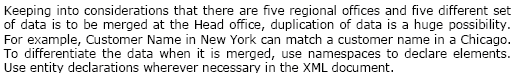 Keeping into considerations that there are five regional offices and five different set
of data is to be merged at the Head office, duplication of data is a huge possibility.
For example, Customer Name in New York can match a customer name in a Chicago.
To differentiate the data when it is merged, use namespaces to declare elements.
Use entity declarations wherever necessary in the XML document.